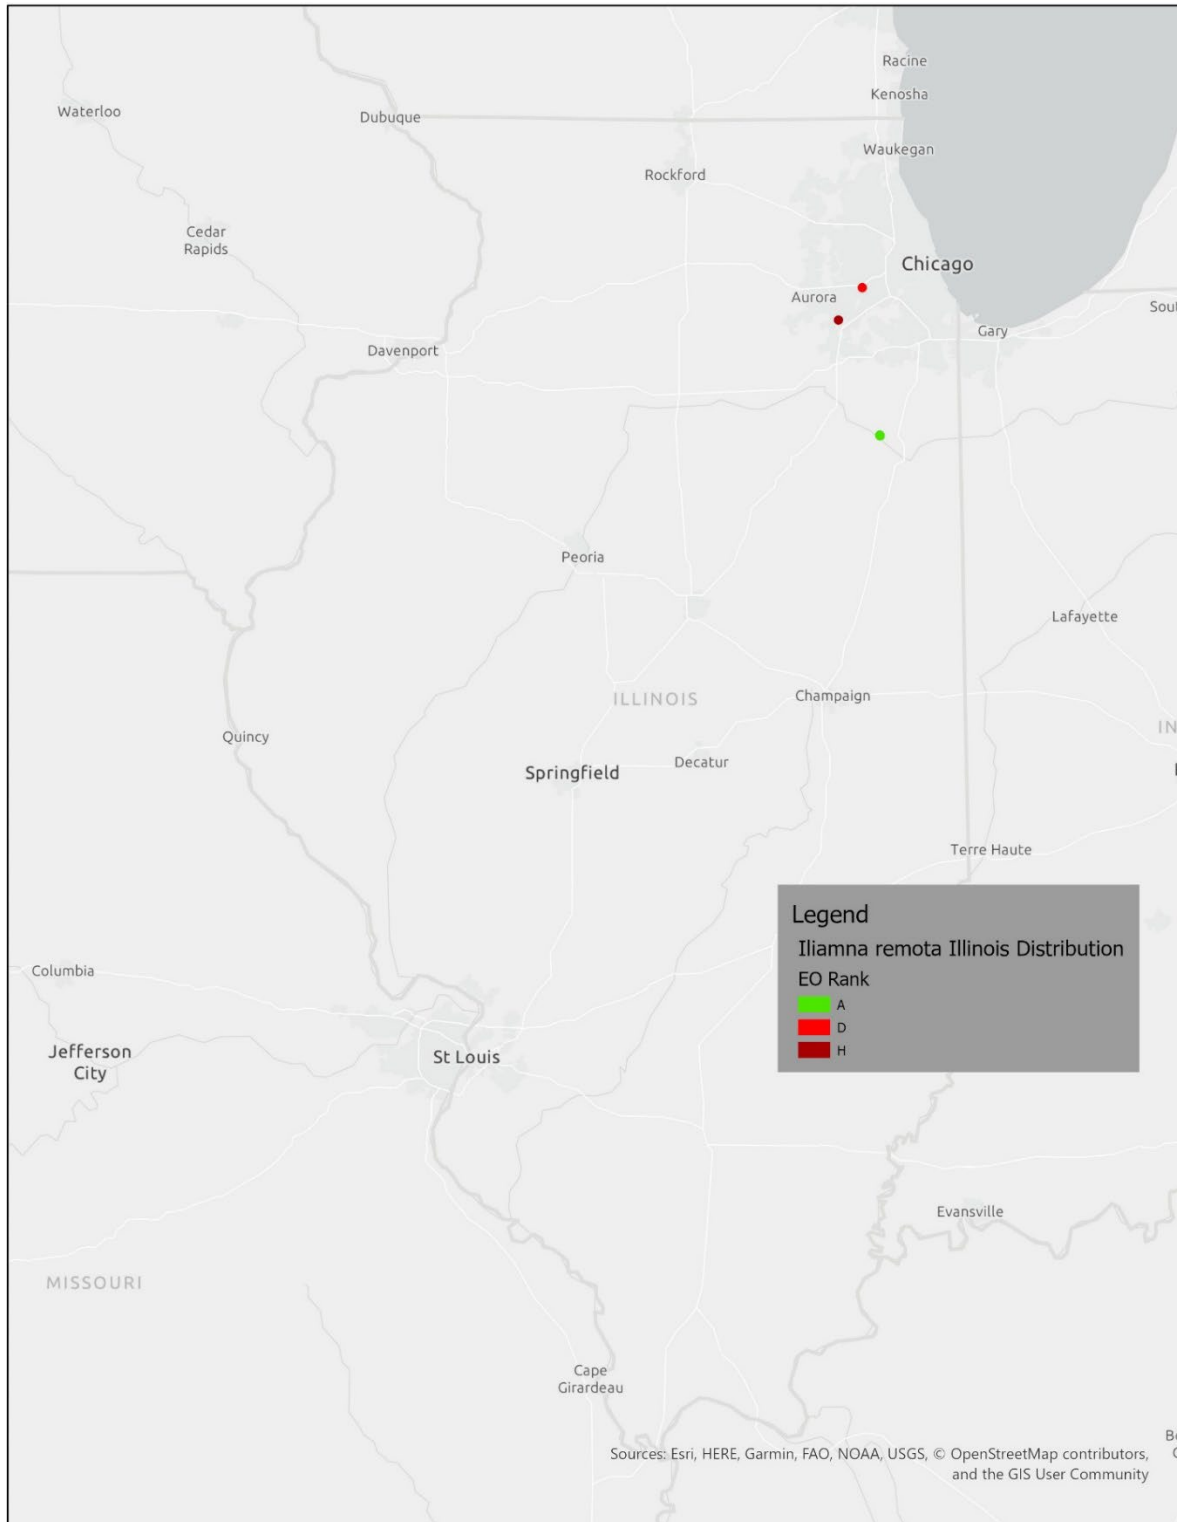 Racine
Kenosha
Waterloo
Dubuque
Waukegan
Rockford
Cedar
Rapids
Chicago
Aurora
Sout
Gary
Davenport
Peoria
Lafayette
ILLINOIS
Champaign
IN
Quincy
Springfield
Decatur
Terre Haute
Legend
Iliamna remota Illinois Distribution
EO Rank
A
D
H
Columbia
Jefferson
City
St Louis
Evansville
MISSOURI
Cape
Girardeau
Sources: Esri, HERE, Garmin, FAO, NOAA, USGS, © OpenStreetMap contributors,
and the GIS User Community